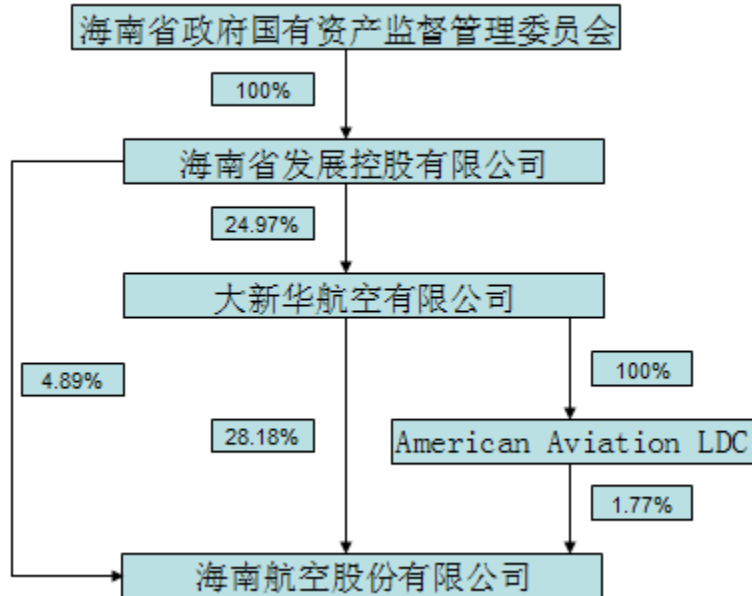 海南省政府国有资产监督管理委员会
100%
海南省发展控股有限公司
24.97%
大新华航空有限公司
4.89%
28.18%
100%
American Aviation LDC
1.77%
海南航空股份有限公司